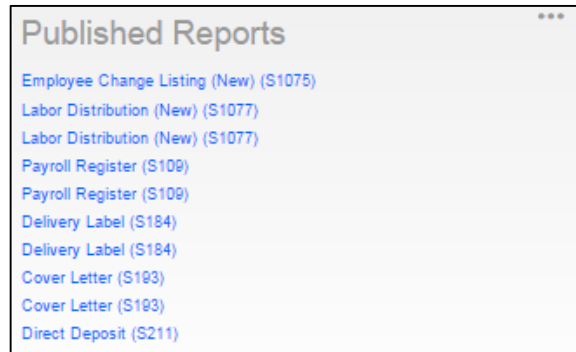 Published Reports
Employee Change Listing (New) (S1075)
Labor Distribution (New) (S1077)
Labor Distribution (New) (S1077)
Payroll Register (S109)
Payroll Register (S109)
Delivery Label (S184)
Delivery Label (S184)
Cover Letter (S193)
Cover Letter (S193)
Direct Deposit (S211)